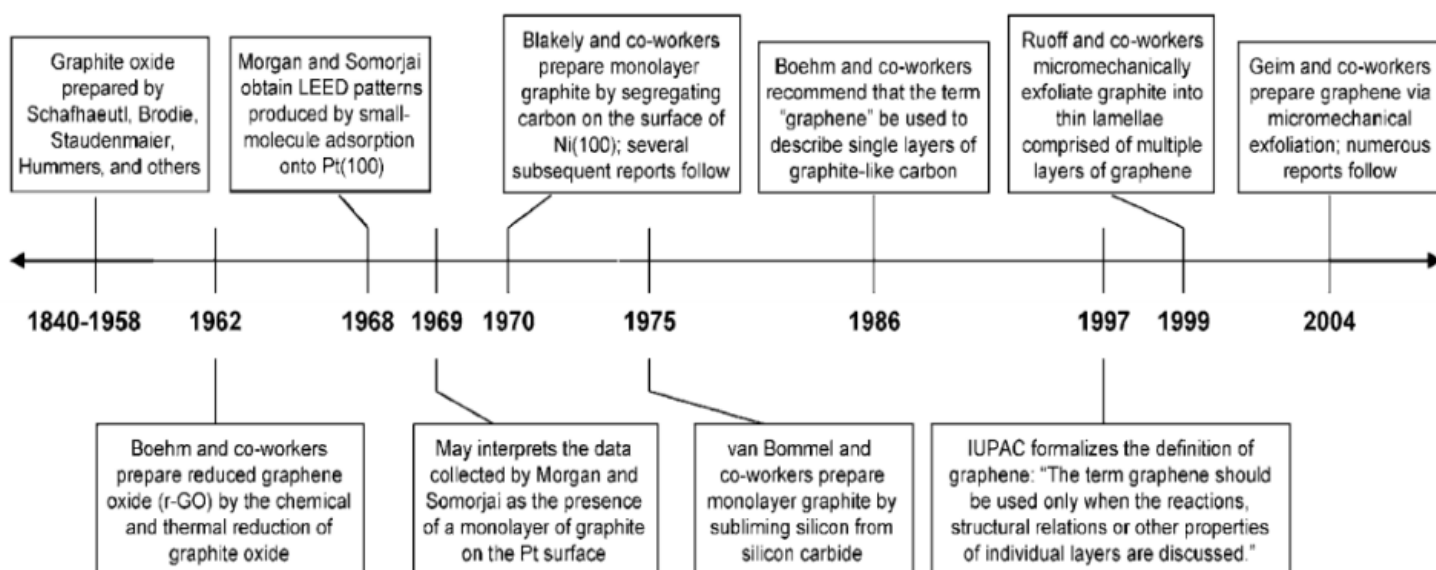 Graphite oxide
prepared by
Schafhaeutl, Brodie,
Staudenmaier,
Hummers, and others
Morgan and Somorjai
obtain LEED patterns
produced by small-
molecule adsorption
onto Pt(100)
Blakely and co-workers
prepare monolayer
graphite by segregating
carbon on the surface of
Ni(100); several
subsequent reports follow
Boehm and co-workers
recommend that the term
“graphene” be used to
describe single layers of
graphite-like carbon
Ruoff and co-workers
micromechanically
exfoliate graphite into
thin lamellae
comprised of multiple
layers of graphene
Geim and co-workers
prepare graphene via
micromechanical
exfoliation; numerous
reports follow
1840-1958 1962 1968 1969 1970 1975 1986 1997 1999 2004
Boehm and co-workers
prepare reduced graphene
oxide (r-GO) by the chemical
and thermal reduction of
graphite oxide
May interprets the data
collected by Morgan and
Somorjai as the presence
of a monolayer of graphite
on the Pt surface
van Bommel and
co-workers prepare
monolayer graphite by
subliming silicon from
silicon carbide
IUPAC formalizes the definition of
graphene: “The term graphene should
be used only when the reactions,
structural relations or other properties
of individual layers are discussed.”